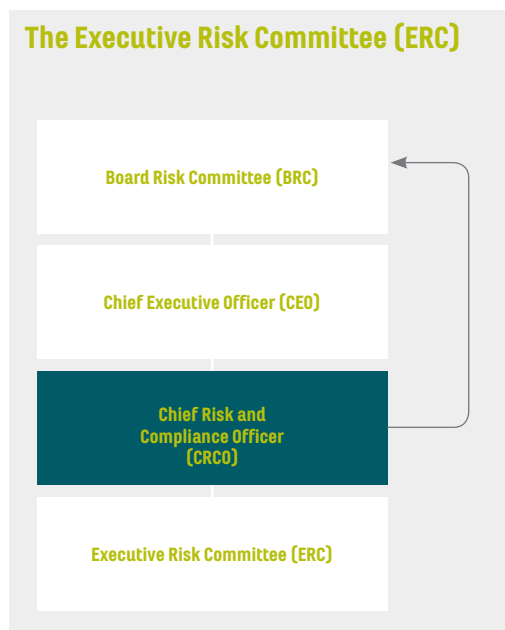 The Executive Risk Committee (ERC)
Board Risk Committee (BRC)
Chief Executive Officer (CEO)
Chief Risk and
Compliance Officer
(CRCO)
Executive Risk Committee (ERC)